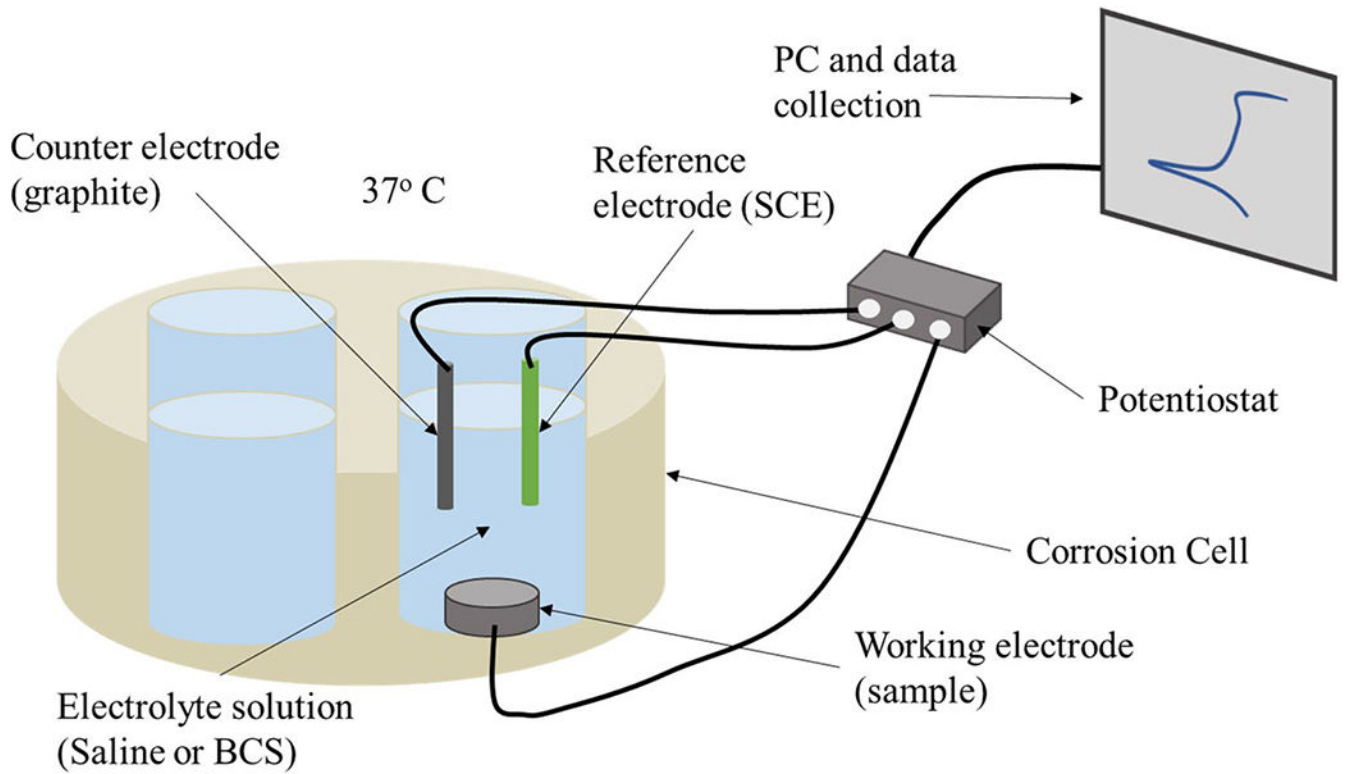 PC and data
collection
Counter electrode
(graphite)
37° C
Reference
electrode (SCE)
Potentiostat
Corrosion Cell
Working electrode
(sample)
Electrolyte solution
(Saline or BCS)